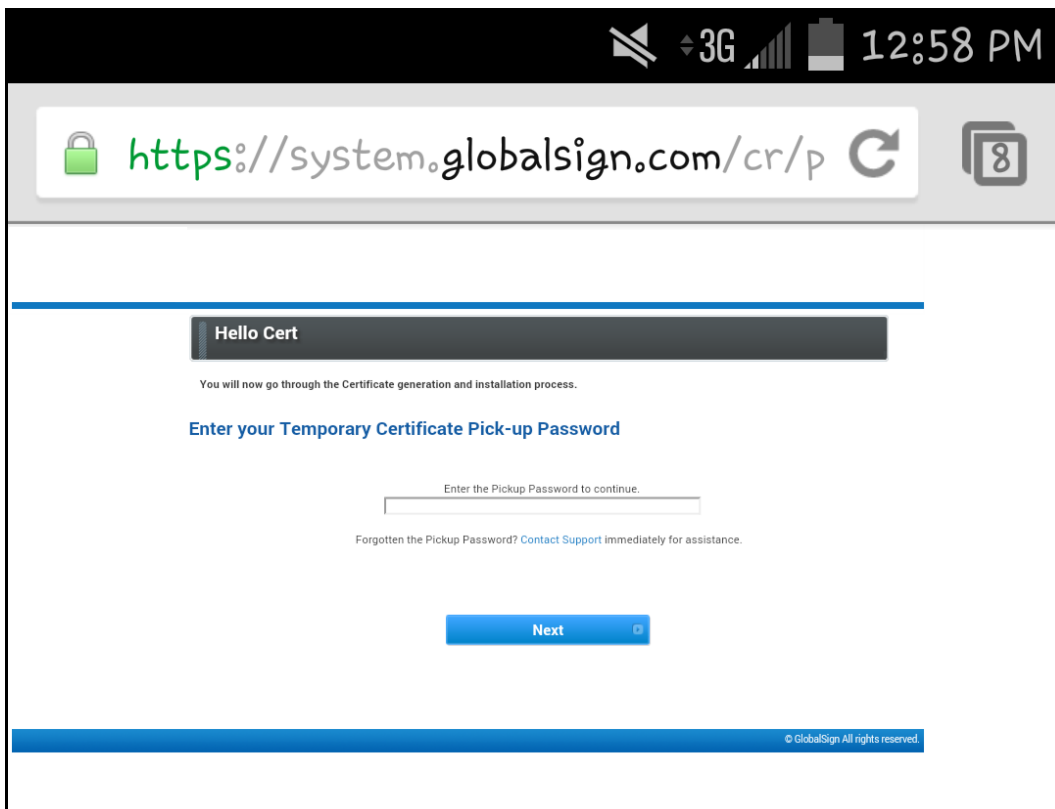 3G 12:58 PM
https://system.globalsign.com/cr/p 8
Hello Cert
You will now go through the Certificate generation and installation process.
Enter your Temporary Certificate Pick-up Password
Enter the Pickup Password to continue.
Forgotten the Pickup Password? Contact Support immediately for assistance.
Next
© GlobalSign All rights reserved.